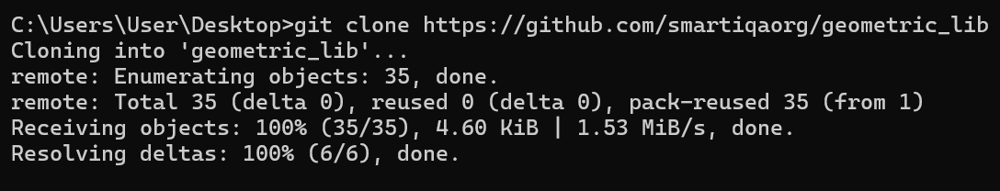 C:\Users\User\Desktop>git clone https://github.com/smartiqaorg/geometric_lib
Cloning into 'geometric_lib'...
remote: Enumerating objects: 35, done.
remote: Total 35 (delta 0), reused 0 (delta 0), pack-reused 35 (from 1)
Receiving objects: 100% (35/35), 4.60 KiB | 1.53 MiB/s, done.
Resolving deltas: 100% (6/6), done.